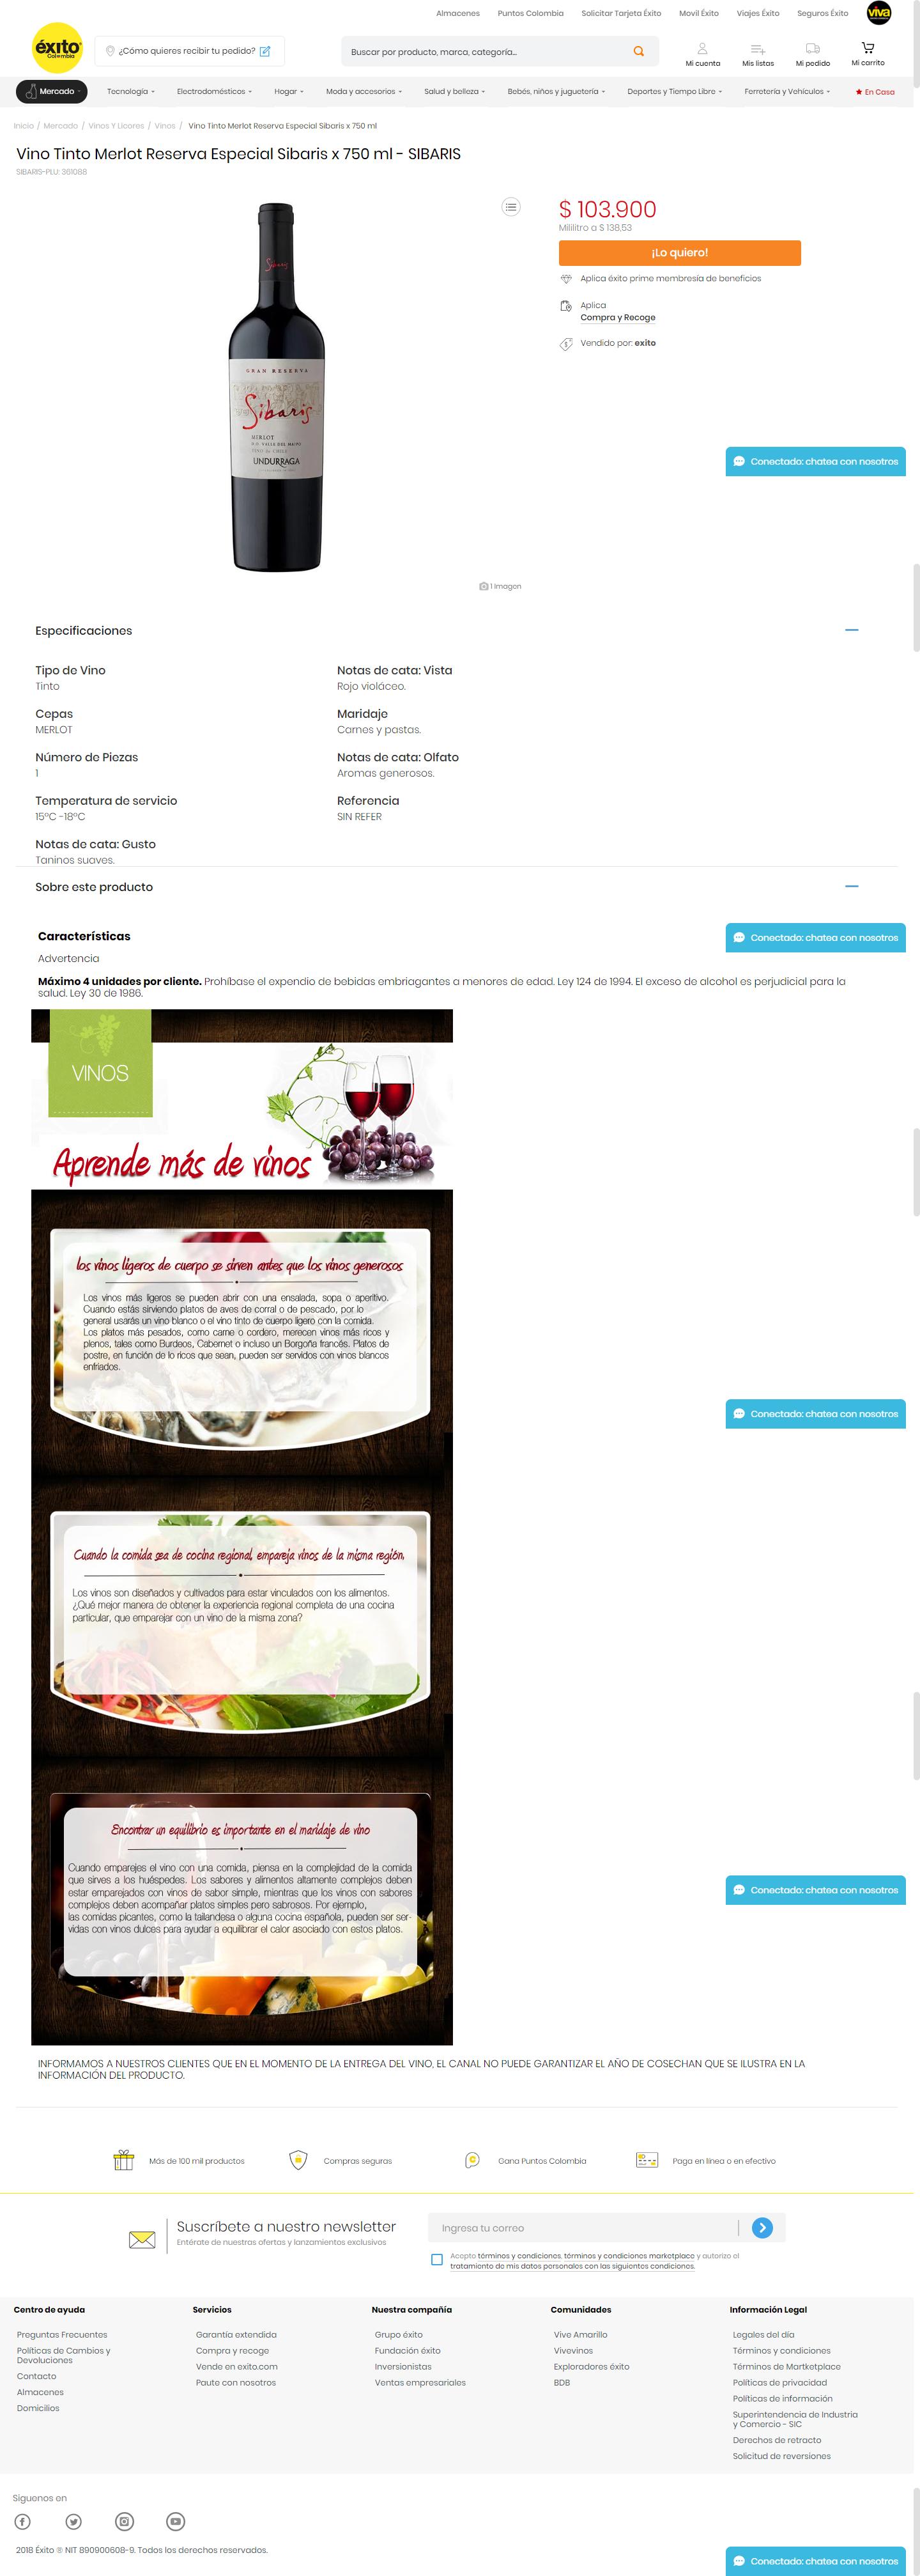 Almacenes Puntos Colombia Solicitar Tarjeta Éxito Movil Éxito Viajes Éxito Seguros Éxito viva
éxito
Colombia
¿Cómo quieres recibir tu pedido?
Buscar por producto, marca, categoría...
Mi cuenta Mis listas Mi pedido Mi carrito
Mercado Tecnología Electrodomésticos Hogar Moda y accesorios Salud y belleza Bebés, niños y juguetería Deportes y Tiempo Libre Ferretería y Vehículos En Casa
Inicio / Mercado / Vinos Y Licores / Vinos / Vino Tinto Merlot Reserva Especial Sibaris x 750 ml
Vino Tinto Merlot Reserva Especial Sibaris x 750 ml - SIBARIS
SIBARIS-PLU: 361088
$ 103.900
Mililitro a $ 138,53
¡Lo quiero!
Aplica éxito prime membresía de beneficios
Aplica
Compra y Recoge
Vendido por: exito
Sibaris
GRAN RESERVA
Sibaris
MERLOT
D.O. VALLE DEL MAIPO
VINO DE CHILE
UNDURRAGA
Conectado: chatea con nosotros
1 Imagen
Especificaciones
Tipo de Vino
Tinto
Notas de cata: Vista
Rojo violáceo.
Cepas
MERLOT
Maridaje
Carnes y pastas.
Número de Piezas
1
Notas de cata: Olfato
Aromas generosos.
Temperatura de servicio
15°C -18°C
Referencia
SIN REFER
Notas de cata: Gusto
Taninos suaves.
Sobre este producto
Características
Conectado: chatea con nosotros
Advertencia
Máximo 4 unidades por cliente. Prohíbase el expendio de bebidas embriagantes a menores de edad. Ley 124 de 1994. El exceso de alcohol es perjudicial para la
salud. Ley 30 de 1986.
VINOS
Aprende más de vinos
los vinos ligeros de cuerpo se sirven antes que los vinos generosos
Los vinos más ligeros se pueden abrir con una ensalada, sopa o aperitivo.
Cuando estás sirviendo platos de aves de corral o de pescado, por lo
general usarás un vino blanco o el vino tinto de cuerpo ligero con la comida.
Los platos más pesados, como carne o cordero, merecen vinos más ricos y
plenos, tales como Burdeos, Cabernet o incluso un Borgoña francés. Platos de
postre, en función de lo ricos que sean, pueden ser servidos con vinos blancos
enfriados.
Conectado: chatea con nosotros
Cuando la comida sea de cocina regional, empareja vinos de la misma región.
Los vinos son diseñados y cultivados para estar vinculados con los alimentos.
¿Qué mejor manera de obtener la experiencia regional completa de una cocina
particular, que emparejar con un vino de la misma zona?
Encontrar un equilibrio es importante en el maridaje de vino
Cuando emparejes el vino con una comida, piensa en la complejidad de la comida
que sirves a los huéspedes. Los sabores y alimentos altamente complejos deben
estar emparejados con vinos de sabor simple, mientras que los vinos con sabores
complejos deben acompañar platos simples pero sabrosos. Por ejemplo,
las comidas picantes, como la tailandesa o alguna cocina española, pueden ser ser-
vidas con vinos dulces para ayudar a equilibrar el calor asociado con estos platos.
Conectado: chatea con nosotros
INFORMAMOS A NUESTROS CLIENTES QUE EN EL MOMENTO DE LA ENTREGA DEL VINO, EL CANAL NO PUEDE GARANTIZAR EL AÑO DE COSECHAN QUE SE ILUSTRA EN LA
INFORMACIÓN DEL PRODUCTO.
Más de 100 mil productos Compras seguras Gana Puntos Colombia Paga en línea o en efectivo
Suscríbete a nuestro newsletter
Entérate de nuestras ofertas y lanzamientos exclusivos
Ingresa tu correo
Acepto términos y condiciones, términos y condiciones marketplace y autorizo el
tratamiento de mis datos personales con las siguientes condiciones.
Centro de ayuda
Preguntas Frecuentes
Políticas de Cambios y
Devoluciones
Contacto
Almacenes
Domicilios
Servicios
Garantía extendida
Compra y recoge
Vende en exito.com
Paute con nosotros
Nuestra compañía
Grupo éxito
Fundación éxito
Inversionistas
Ventas empresariales
Comunidades
Vive Amarillo
Vivevinos
Exploradores éxito
BDB
Información Legal
Legales del día
Términos y condiciones
Términos de Martketplace
Políticas de privacidad
Políticas de información
Superintendencia de Industria
y Comercio - SIC
Derechos de retracto
Solicitud de reversiones
Síguenos en
2018 Éxito ® NIT 890900608-9. Todos los derechos reservados.
Conectado: chatea con nosotros